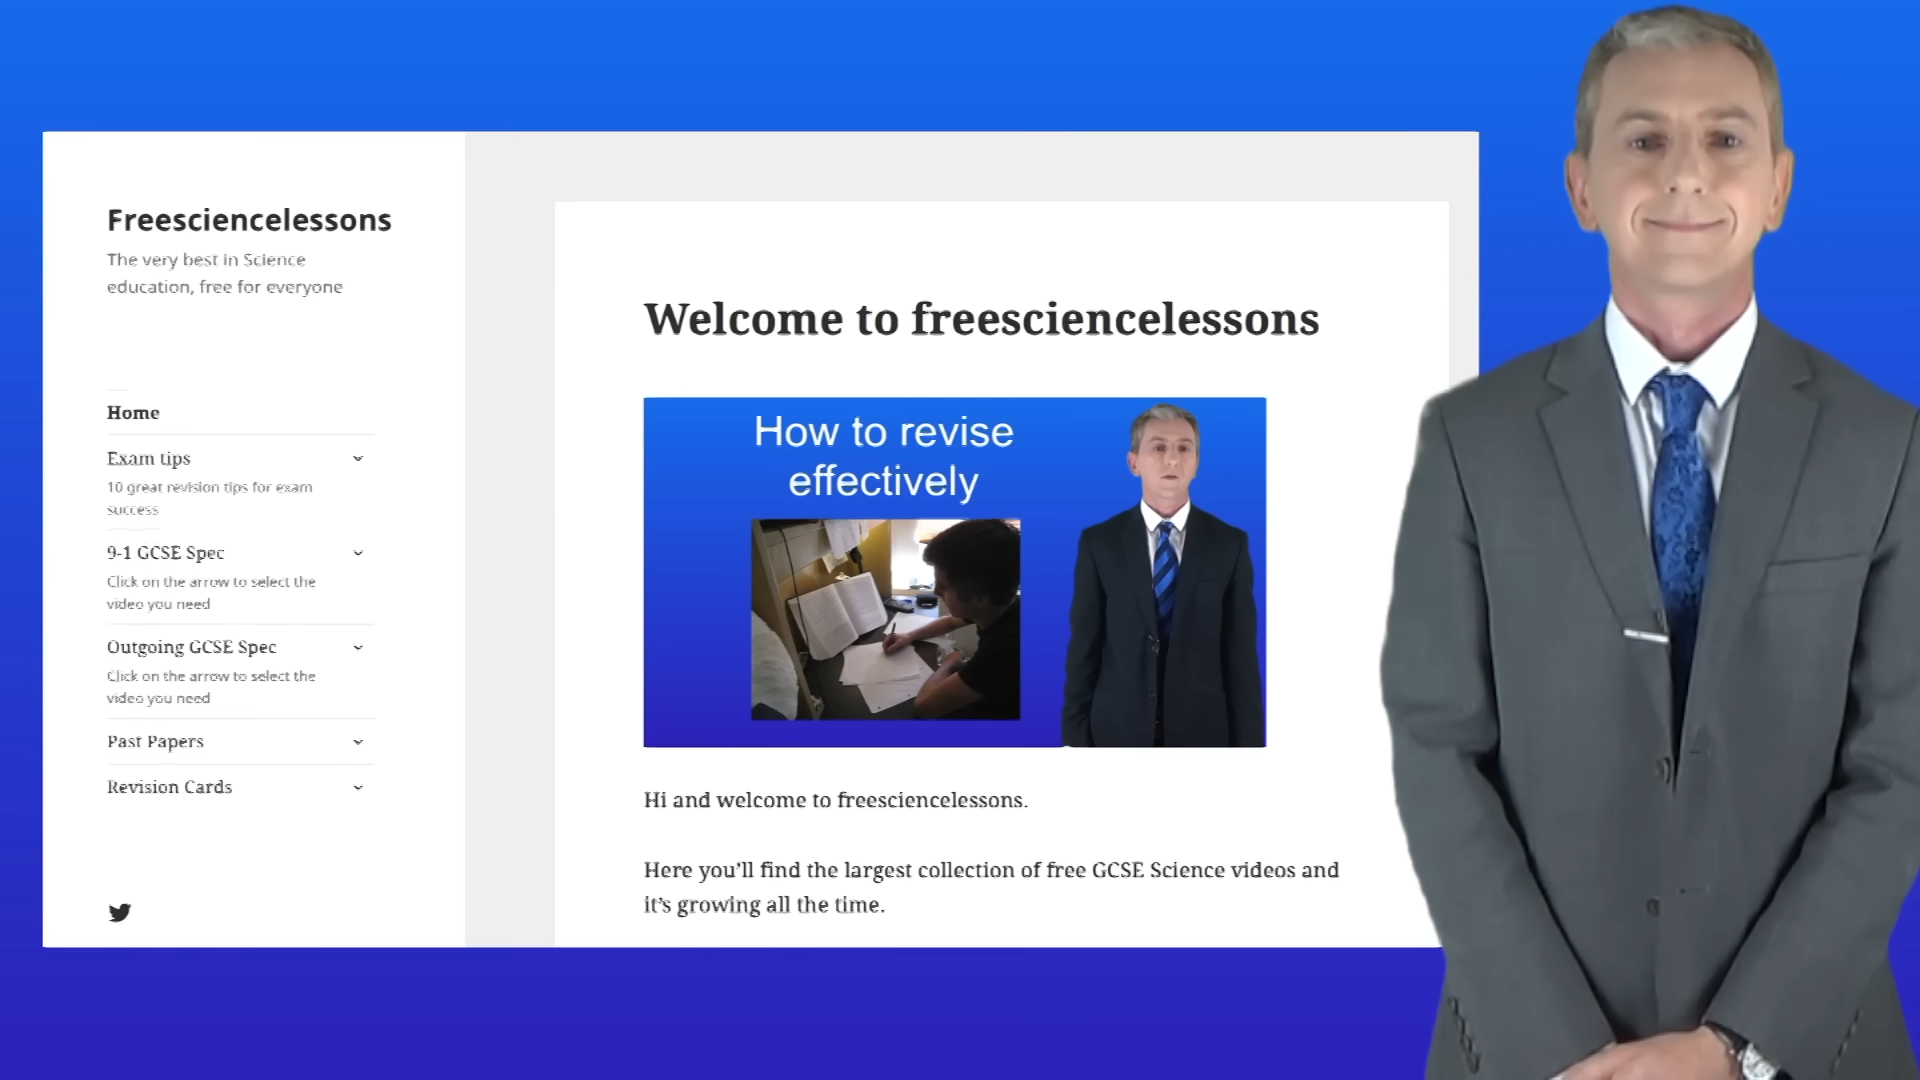 Freesciencelessons
The very best in Science
education, free for everyone
Home
Exam tips
10 great revision tips for exam
success
9-1 GCSE Spec
Click on the arrow to select the
video you need
Outgoing GCSE Spec
Click on the arrow to select the
video you need
Past Papers
Revision Cards
Welcome to freesciencelessons
How to revise
effectively
Hi and welcome to freesciencelessons.
Here you'll find the largest collection of free GCSE Science videos and
it's growing all the time.